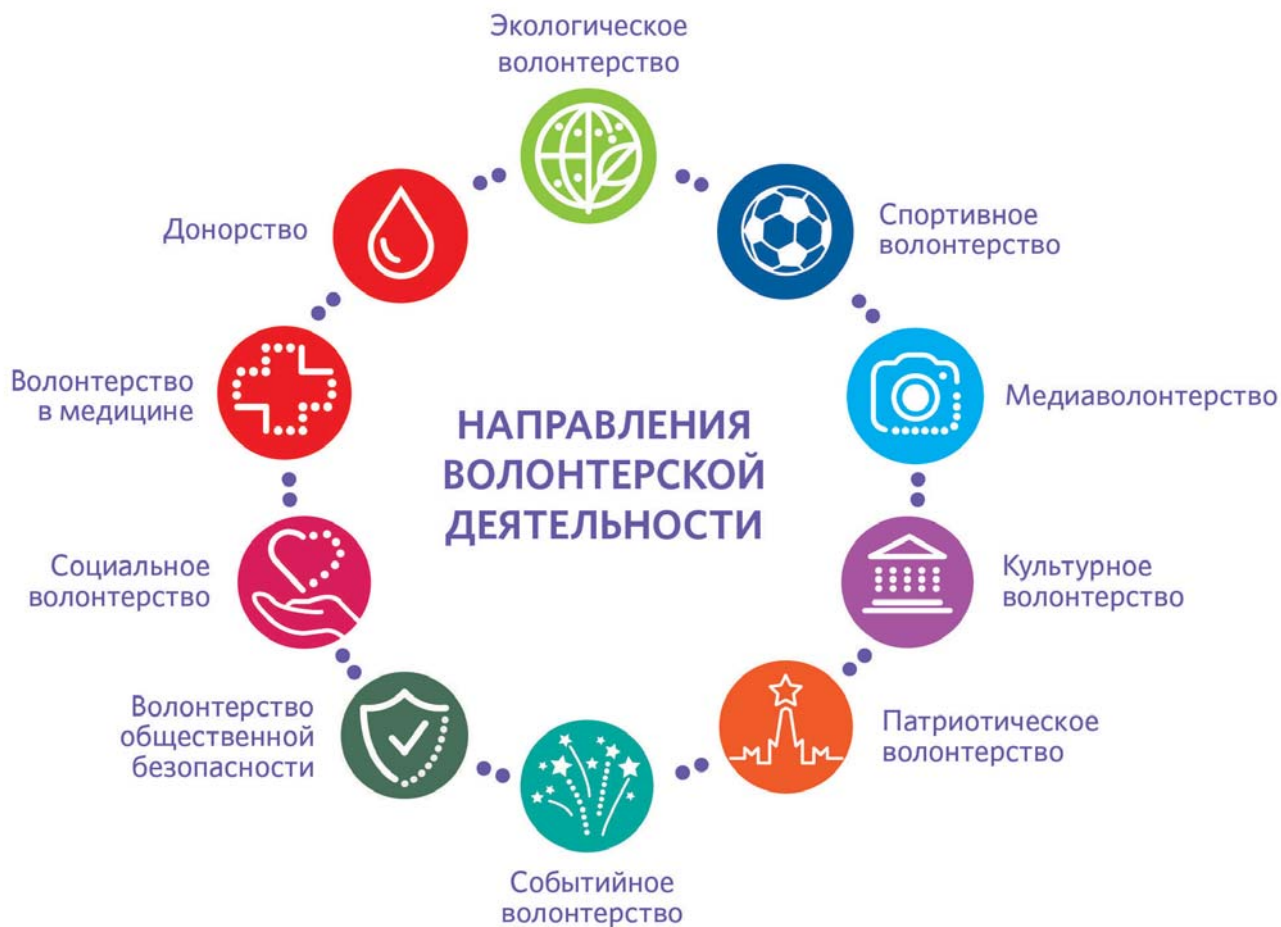 Экологическое
волонтерство
Донорство
Спортивное
волонтерство
Волонтерство
в медицине
Медиаволонтерство
НАПРАВЛЕНИЯ
ВОЛОНТЕРСКОЙ
ДЕЯТЕЛЬНОСТИ
Социальное
волонтерство
Культурное
волонтерство
Волонтерство
общественной
безопасности
Патриотическое
волонтерство
Событийное
волонтерство